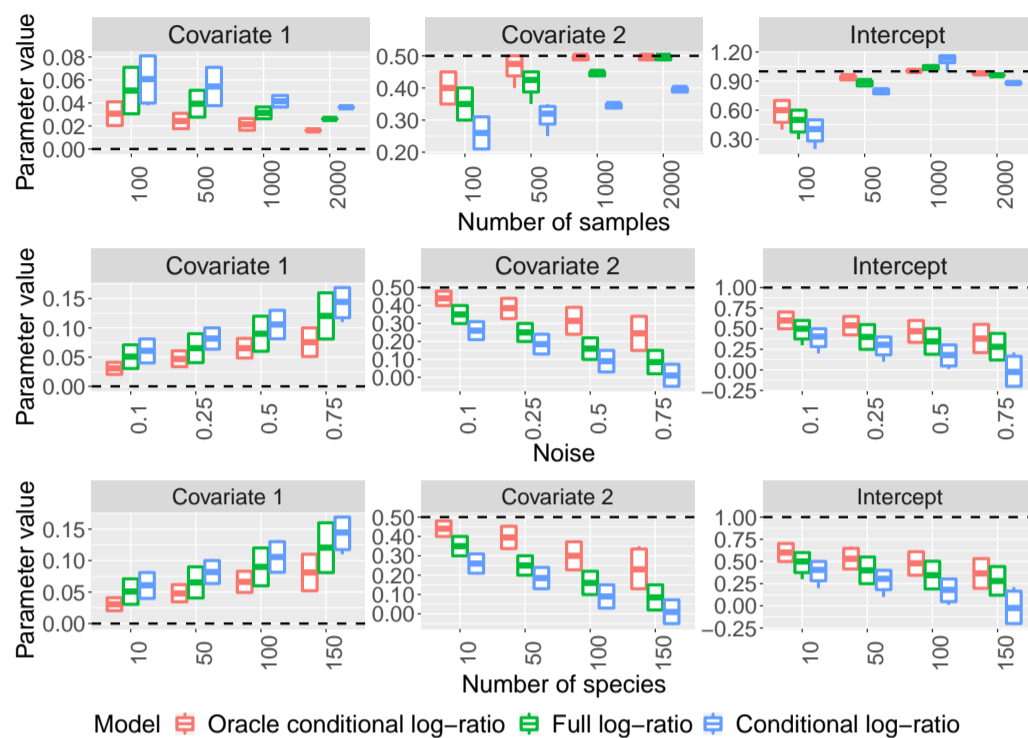 Covariate 1 Covariate 2 Intercept
Parameter value
0.08 0.50 1.20
0.06 0.40 0.90
0.04 0.30 0.60
0.02 0.20 0.30
0.00
100 500 1000 2000 100 500 1000 2000 100 500 1000 2000
Number of samples
Covariate 1 Covariate 2 Intercept
Parameter value
0.15 0.50 1.00
0.10 0.40 0.75
0.05 0.30 0.50
0.00 0.20 0.25
0.10 0.00
0.00 −0.25
0.1 0.25 0.5 0.75 0.1 0.25 0.5 0.75 0.1 0.25 0.5 0.75
Noise
Covariate 1 Covariate 2 Intercept
Parameter value
0.15 0.50 1.00
0.10 0.40 0.75
0.05 0.30 0.50
0.00 0.20 0.25
0.10 0.00
0.00 −0.25
10 50 100 150 10 50 100 150 10 50 100 150
Number of species
Model Oracle conditional log−ratio Full log−ratio Conditional log−ratio